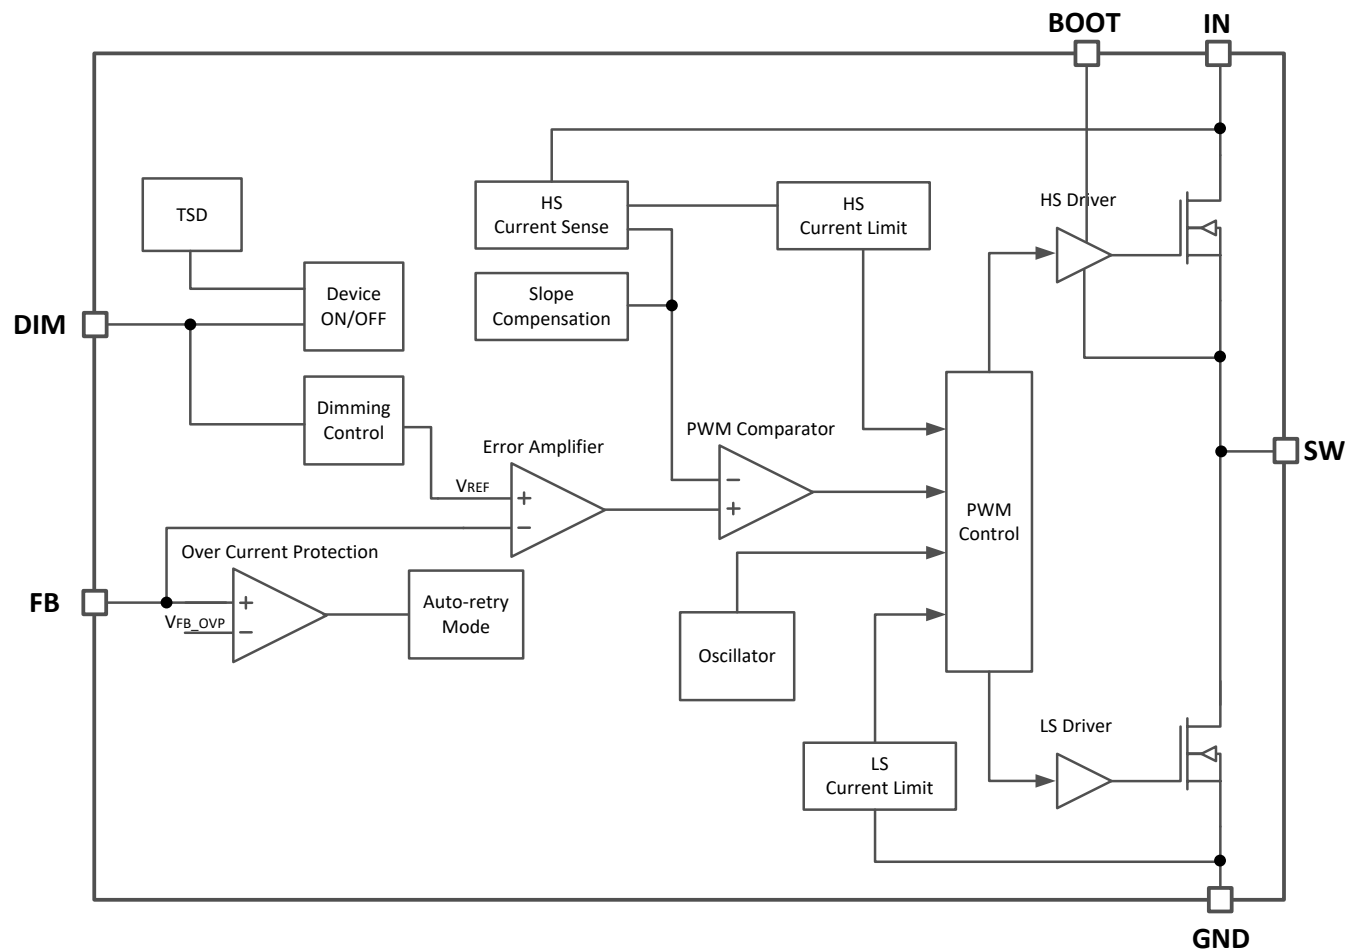 BOOT
IN
TSD
HS
Current Sense
HS
Current Limit
HS Driver
Device
ON/OFF
Slope
Compensation
DIM
Dimming
Control
Error Amplifier
PWM Comparator
SW
VREF
+
−
−
+
PWM
Control
Over Current Protection
FB
+
VFB_OVP
−
Auto-retry
Mode
Oscillator
LS Driver
LS
Current Limit
GND